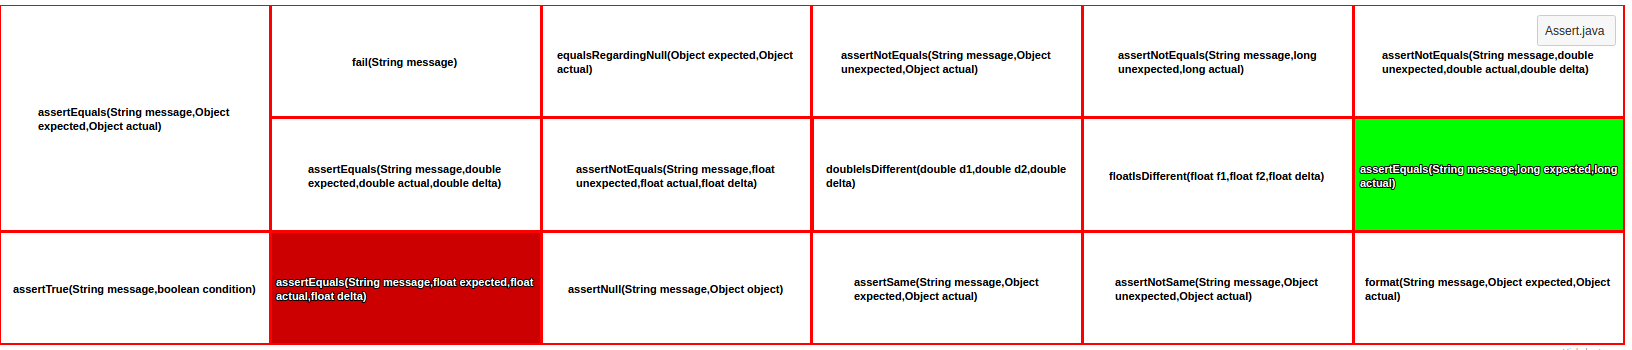 Assert.java
fail(String message)
equalsRegardingNull(Object expected,Object
actual)
assertNotEquals(String message,Object
unexpected,Object actual)
assertNotEquals(String message,long
unexpected,long actual)
assertNotEquals(String message,double
unexpected,double actual,double delta)
assertEquals(String message,Object
expected,Object actual)
assertEquals(String message,double
expected,double actual,double delta)
assertNotEquals(String message,float
unexpected,float actual,float delta)
doubleIsDifferent(double d1,double d2,double
delta)
floatIsDifferent(float f1,float f2,float delta)
assertEquals(String message,long expected,long
actual)
assertTrue(String message,boolean condition)
assertEquals(String message,float expected,float
actual,float delta)
assertNull(String message,Object object)
assertSame(String message,Object
expected,Object actual)
assertNotSame(String message,Object
unexpected,Object actual)
format(String message,Object expected,Object
actual)